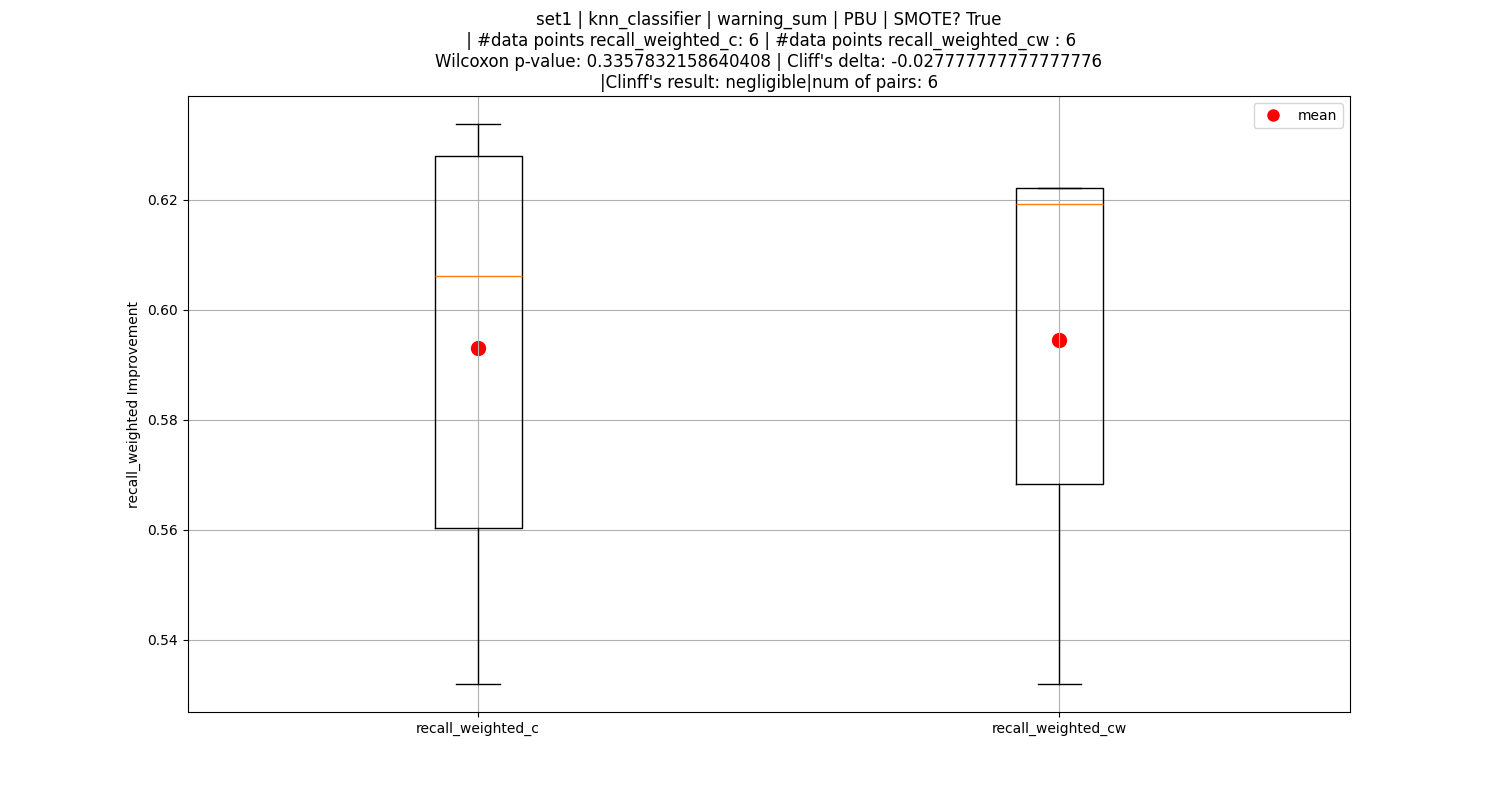 set1 | knn_classifier | warning_sum | PBU | SMOTE? True
| #data points recall_weighted_c: 6 | #data points recall_weighted_cw : 6
Wilcoxon p-value: 0.3357832158640408 | Cliff's delta: -0.027777777777777776
|Clinff's result: negligible|num of pairs: 6
mean
recall_weighted Improvement
0.62
0.60
0.58
0.56
0.54
recall_weighted_c
recall_weighted_cw